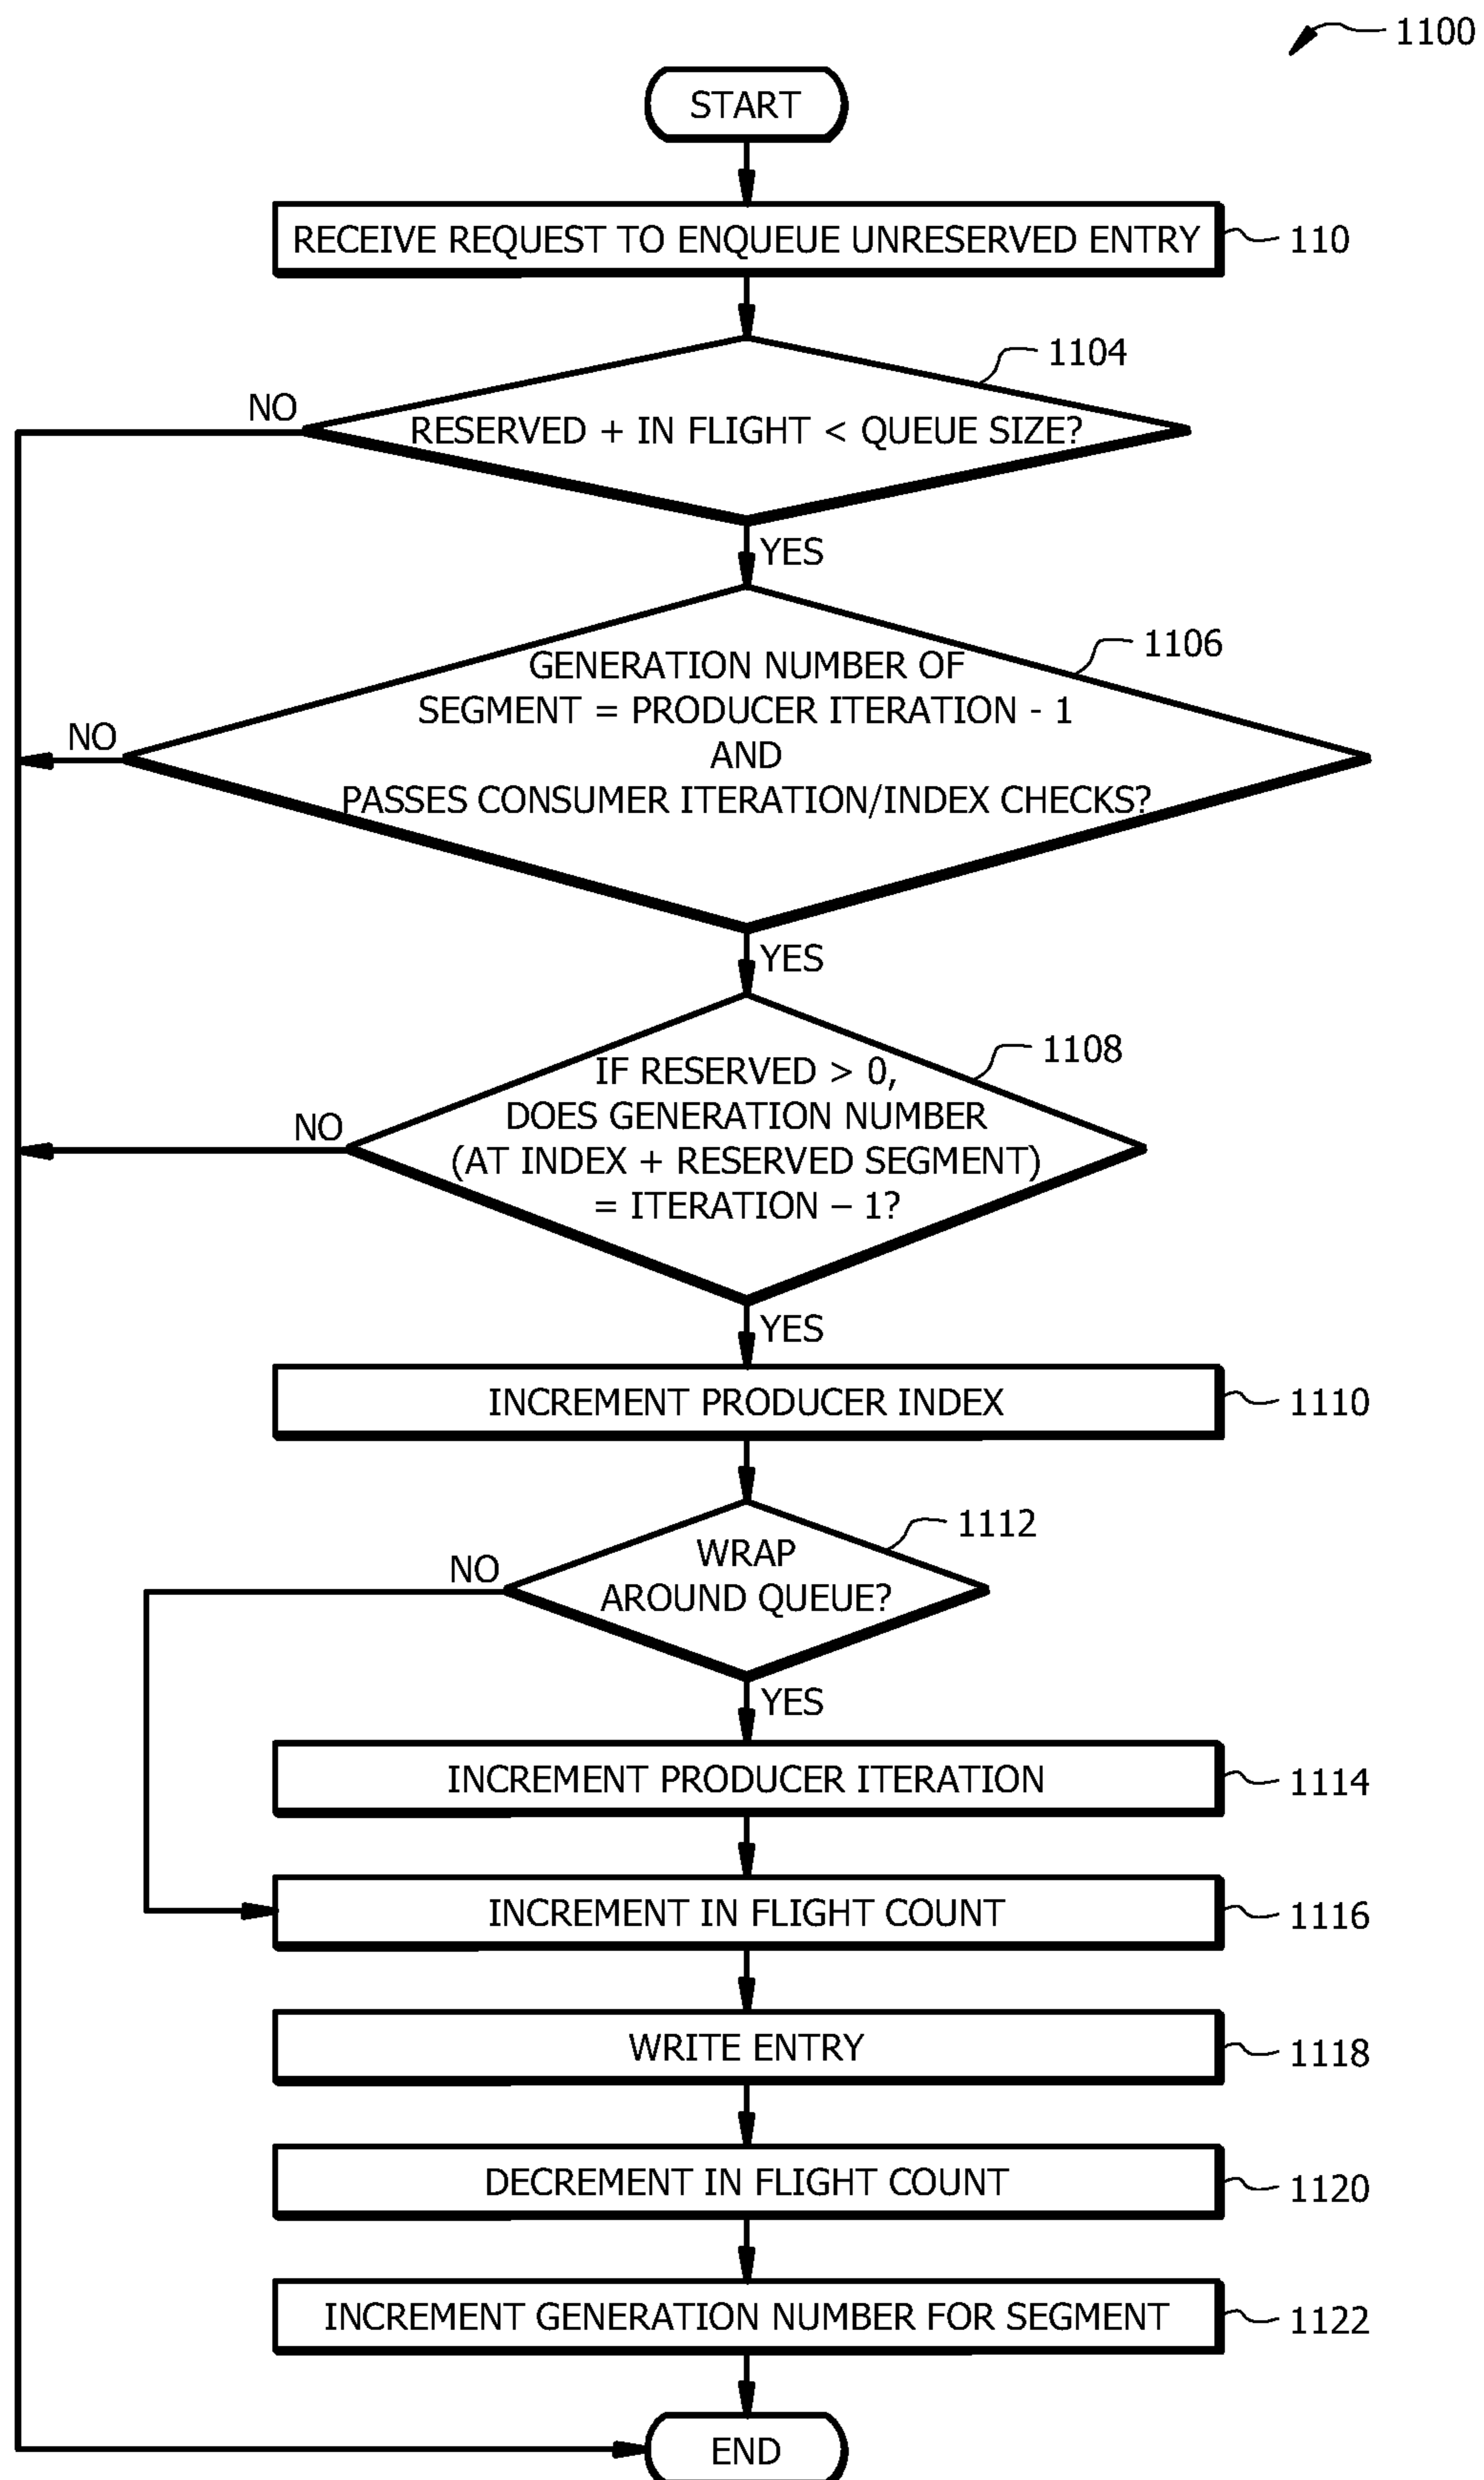 1100
START
RECEIVE REQUEST TO ENQUEUE UNRESERVED ENTRY
110
1104
NO
RESERVED + IN FLIGHT < QUEUE SIZE?
YES
1106
GENERATION NUMBER OF
SEGMENT = PRODUCER ITERATION - 1
NO
AND
PASSES CONSUMER ITERATION/INDEX CHECKS?
YES
1108
IF RESERVED > 0,
DOES GENERATION NUMBER
NO
(AT INDEX + RESERVED SEGMENT)
= ITERATION – 1?
YES
INCREMENT PRODUCER INDEX
1110
1112
WRAP
NO
AROUND QUEUE?
YES
INCREMENT PRODUCER ITERATION
1114
INCREMENT IN FLIGHT COUNT
1116
WRITE ENTRY
1118
DECREMENT IN FLIGHT COUNT
1120
INCREMENT GENERATION NUMBER FOR SEGMENT
1122
END